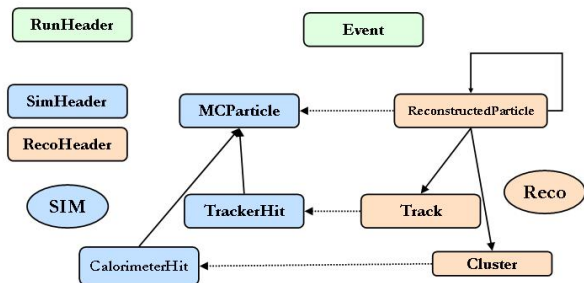 RunHeader
Event
SimHeader
MCParticle
ReconstructedParticle
RecoHeader
SIM
TrackerHit
Track
Reco
CalorimeterHit
Cluster